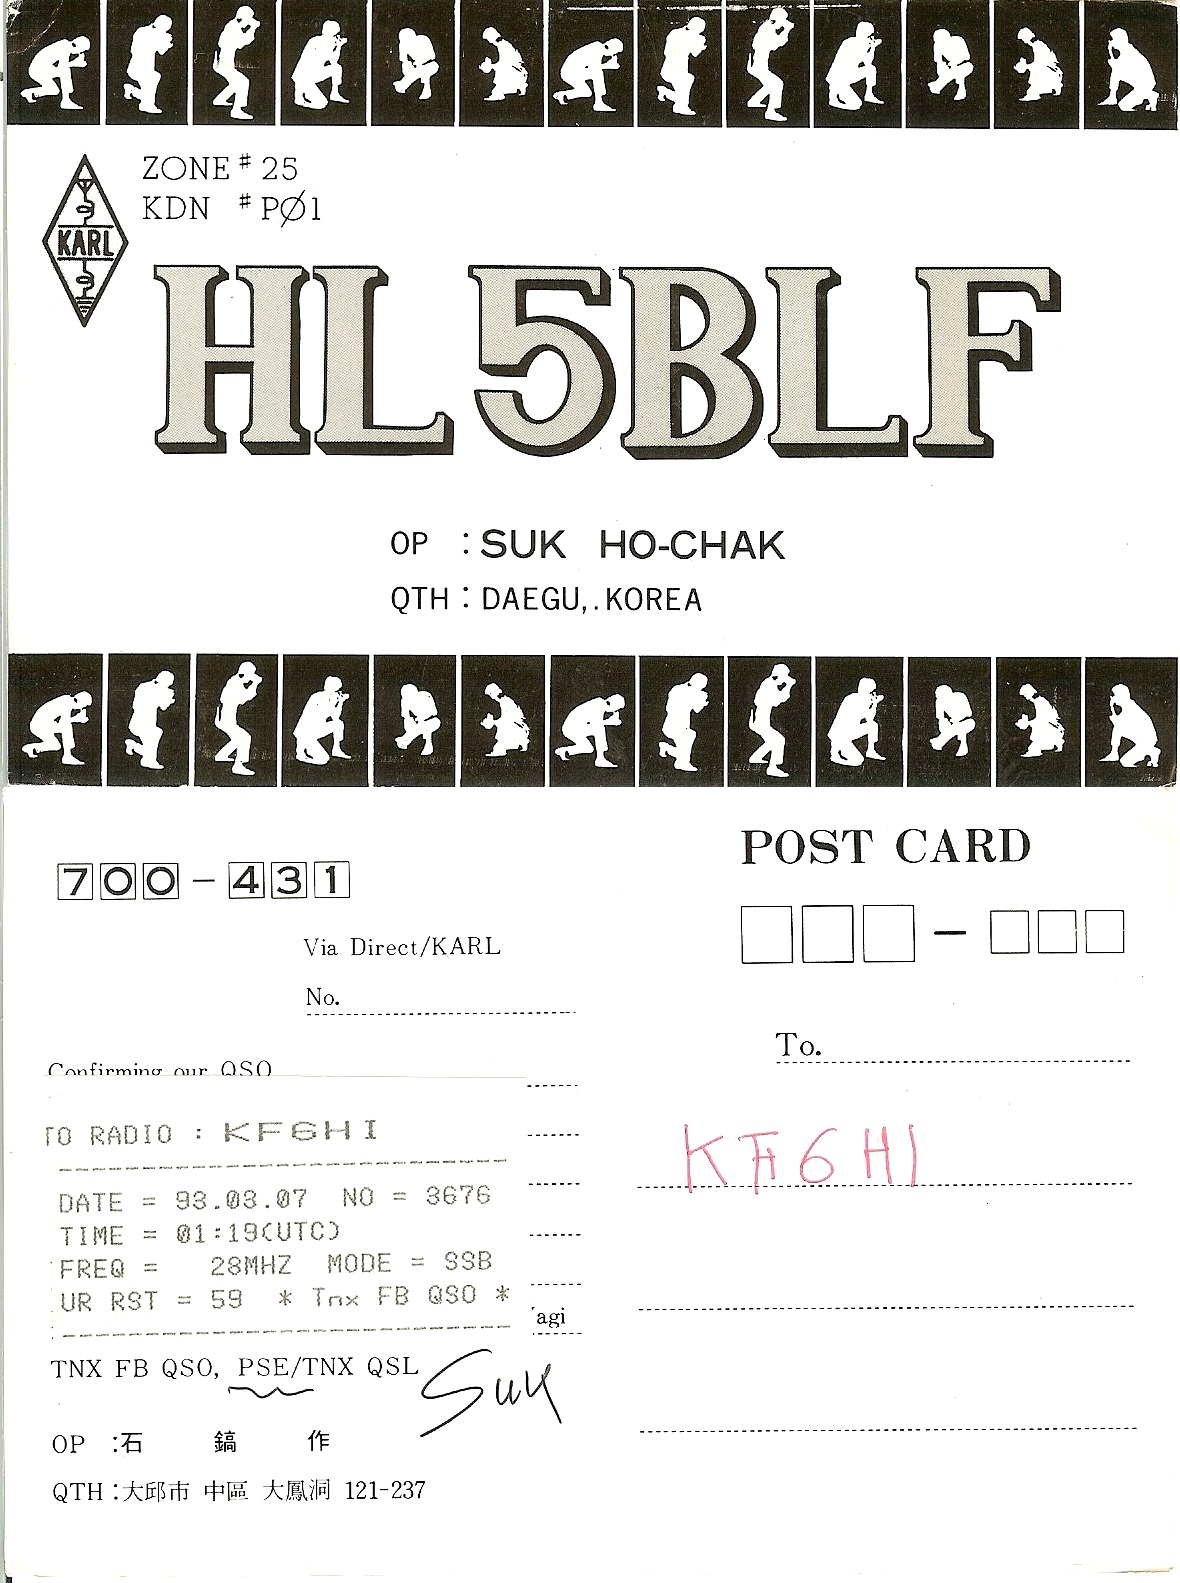 ZONE # 25
KDN # PØ1
KARL
HL5BLF
OP : SUK HO-CHAK
QTH : DAEGU,.KOREA
POST CARD
700-431
Via Direct/KARL
No.
To.
Confirming our QSO
TO RADIO : KF6HI
KF6HI
DATE = 93.03.07 NO = 3676
TIME = 01:19(UTC)
FREQ = 28MHZ MODE = SSB
UR RST = 59 * Tnx FB QSO *
agi
TNX FB QSO, PSE/TNX QSL
Suk
OP :石 鎬 作
QTH :大邱市 中區 大鳳洞 121-237